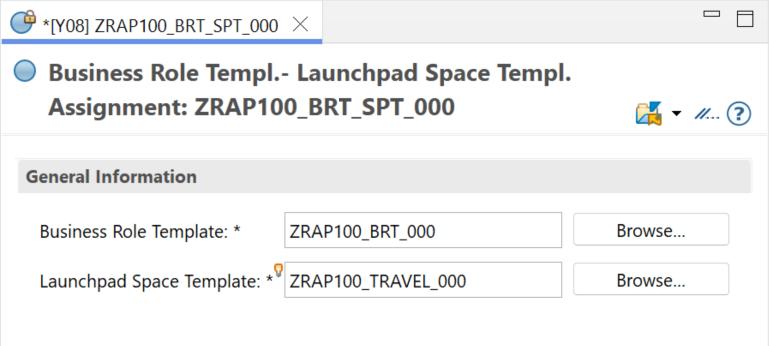 *[Y08] ZRAP100_BRT_SPT_000
Business Role Templ.- Launchpad Space Templ.
Assignment: ZRAP100_BRT_SPT_000
General Information
Business Role Template: * ZRAP100_BRT_000 Browse...
Launchpad Space Template: * ZRAP100_TRAVEL_000 Browse...